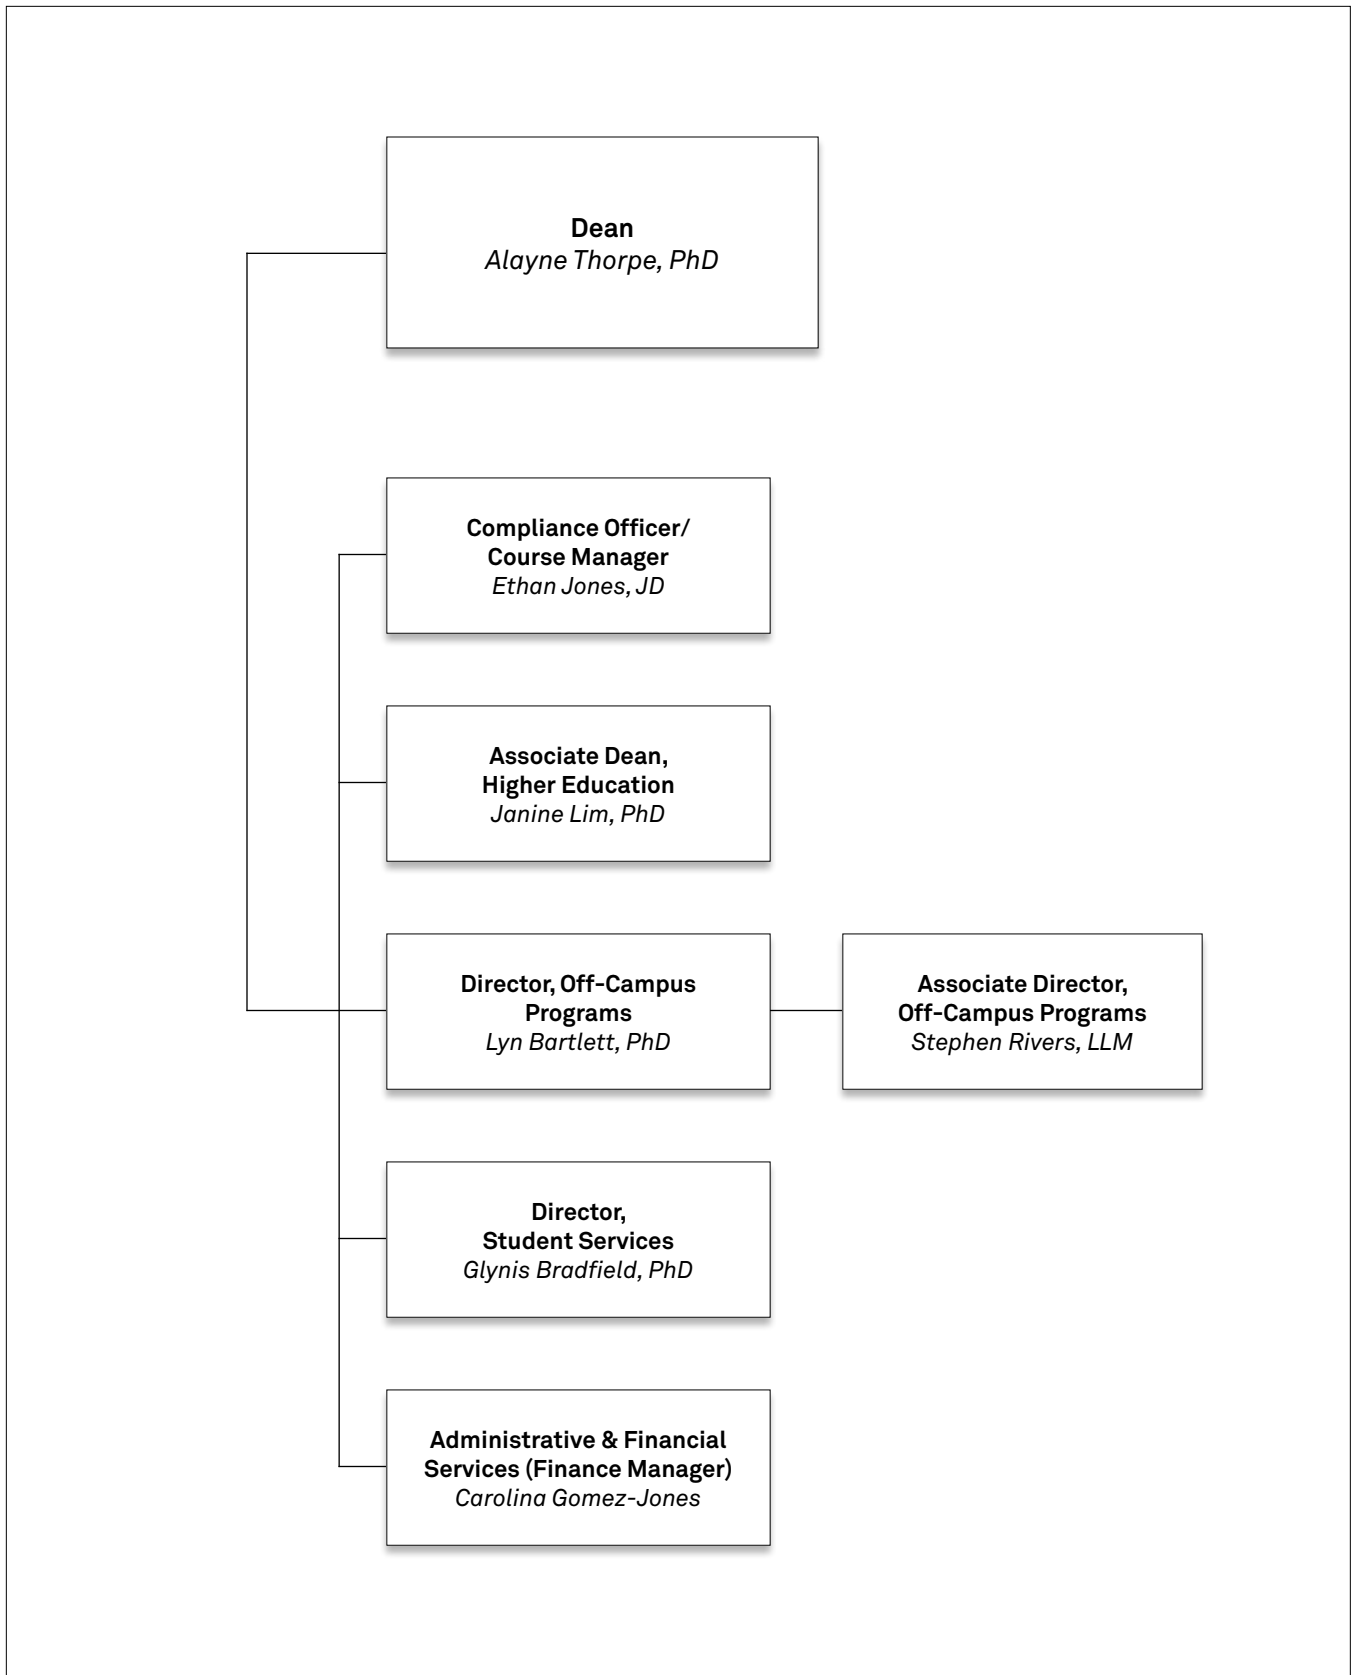 Dean
Alayne Thorpe, PhD
Compliance Officer/
Course Manager
Ethan Jones, JD
Associate Dean,
Higher Education
Janine Lim, PhD
Director, Off-Campus
Programs
Lyn Bartlett, PhD
Associate Director,
Off-Campus Programs
Stephen Rivers, LLM
Director,
Student Services
Glynis Bradfield, PhD
Administrative & Financial
Services (Finance Manager)
Carolina Gomez-Jones